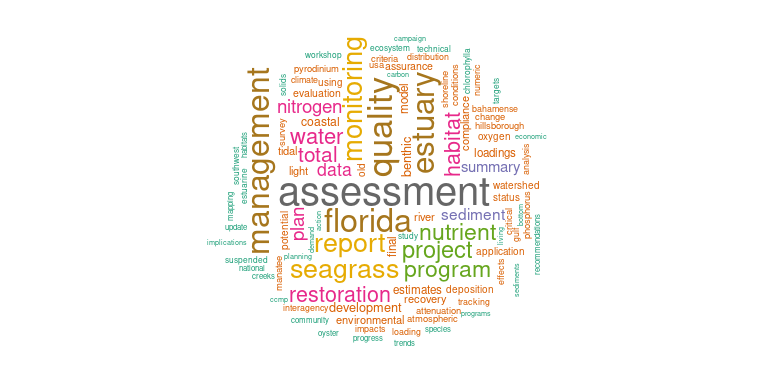 campaign
workshop
ecosystem
technical
criteria
distribution
pyrodinium
usa
assurance
carbon
climate
using
solids
evaluation
monitoring
quality
estuary
management
model
shoreline
conditions
chlorophylla
numeric
targets
nitrogen
coastal
survey
water
total
tidal
light
data
old
benthic
habitat
compliance
bahamense
change
hillsborough
oxygen
economic
loadings
analysis
summary
habitats
southwest
estuarine
mapping
assessment
watershed
status
update
implications
potential
plan
action
demand
florida
river
sediment
critical
gulf
bottom
phosphorus
living
recommendations
report
final
study
nutrient
project
application
suspended
national
creeks
manatee
planning
seagrass
program
effects
sediments
ccmp
restoration
estimates
deposition
recovery
tracking
interagency
development
attenuation
programs
community
environmental
atmospheric
oyster
impacts
loading
species
progress
trends